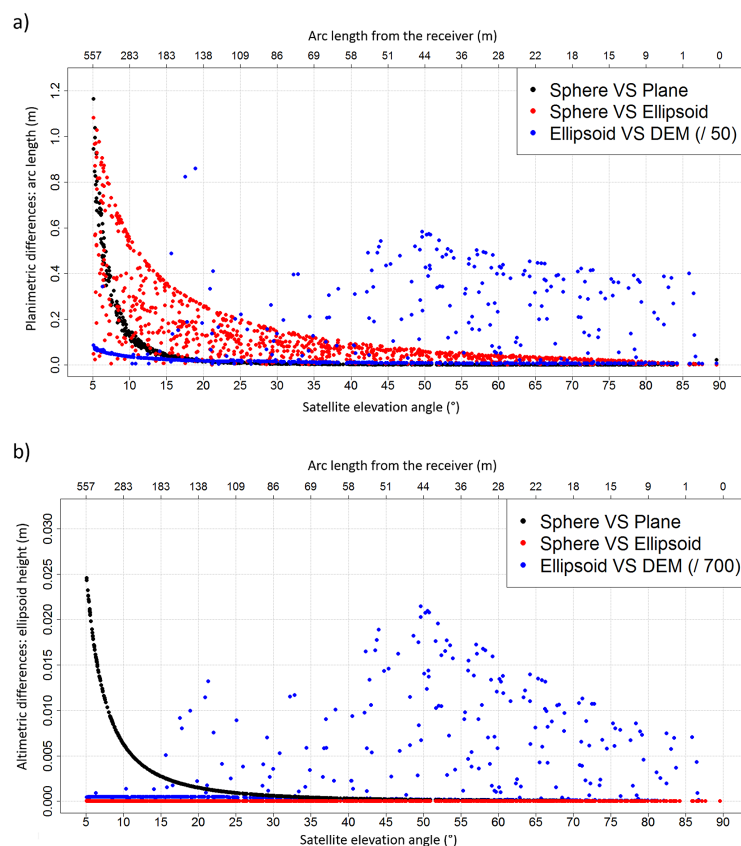 a)
Arc length from the receiver (m)
557 283 183 138 109 86 69 58 51 44 36 28 22 18 15 9 1 0
Planimetric differences: arc length (m)
1.2
1.0
0.8
0.6
0.4
0.2
0.0
Sphere VS Plane
Sphere VS Ellipsoid
Ellipsoid VS DEM (/ 50)
5 10 15 20 25 30 35 40 45 50 55 60 65 70 75 80 85 90
Satellite elevation angle (°)
b)
Arc length from the receiver (m)
557 283 183 138 109 86 69 58 51 44 36 28 22 18 15 9 1 0
Altimetric differences: ellipsoid height (m)
0.030
0.025
0.020
0.015
0.010
0.005
0.000
Sphere VS Plane
Sphere VS Ellipsoid
Ellipsoid VS DEM (/ 700)
5 10 15 20 25 30 35 40 45 50 55 60 65 70 75 80 85 90
Satellite elevation angle (°)